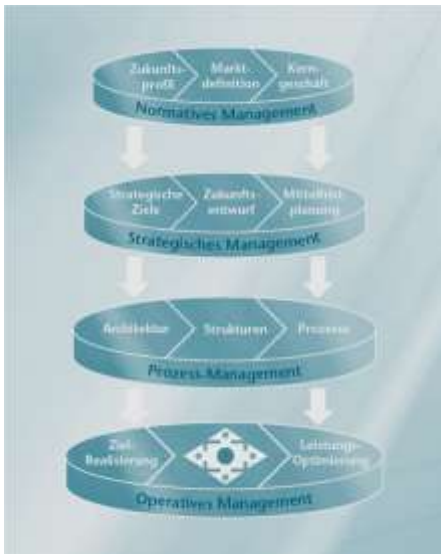 Zukunfts-
profil
Markt-
definition
Kern-
geschäft
Normatives Management
Strategische
Ziele
Zukunfts-
entwurf
Mittelfrist-
planung
Strategisches Management
Architektur
Strukturen
Prozesse
Prozess-Management
Ziel-
Realisierung
Leistungs-
Optimierung
Operatives Management